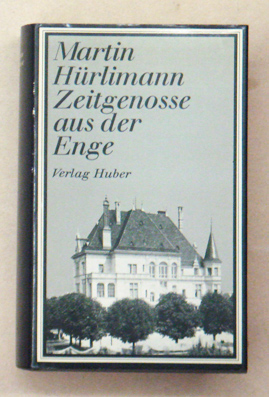 Martin
Hürlimann
Zeitgenosse
aus der
Enge
Verlag Huber